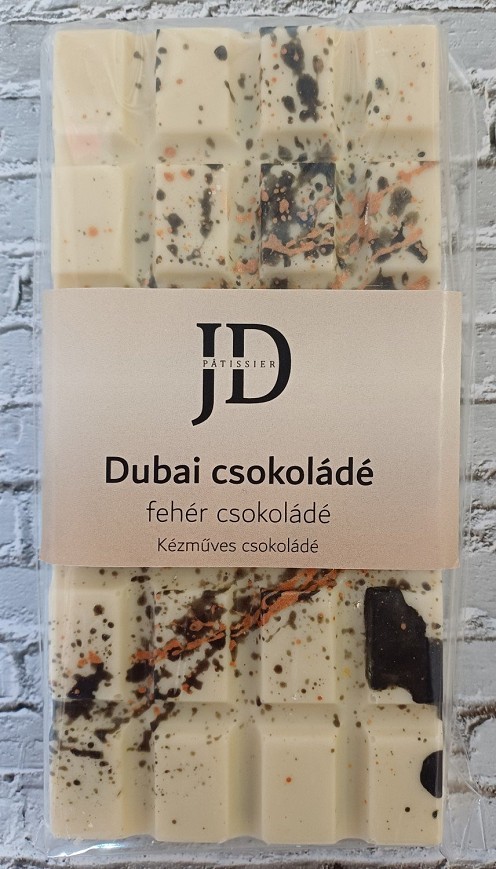 JD
PÂTISSIER
Dubai csokoládé
fehér csokoládé
Kézműves csokoládé